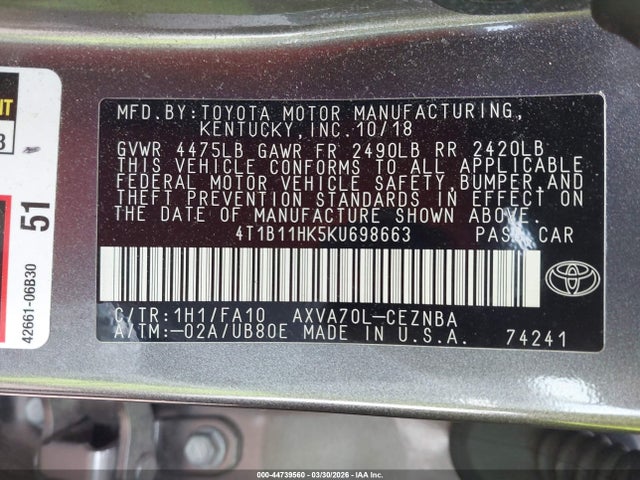 MFD.BY:TOYOTA MOTOR MANUFACTURING,
KENTUCKY,INC.10/18
GVWR 4475LB GAWR FR 2490LB RR 2420LB
THIS VEHICLE CONFORMS TO ALL APPLICABLE
FEDERAL MOTOR VEHICLE SAFETY,BUMPER,AND
THEFT PREVENTION STANDARDS IN EFFECT ON
THE DATE OF MANUFACTURE SHOWN ABOVE.
4T1B11HK5KU698663 PASS.CAR
C/TR:1H1/FA10 AXVA70L-CEZNBA
A/TM:-02A/UB80E MADE IN U.S.A. 74241
51
42661-06B30
000-44739560 | 03/30/2026 | IAA Inc.